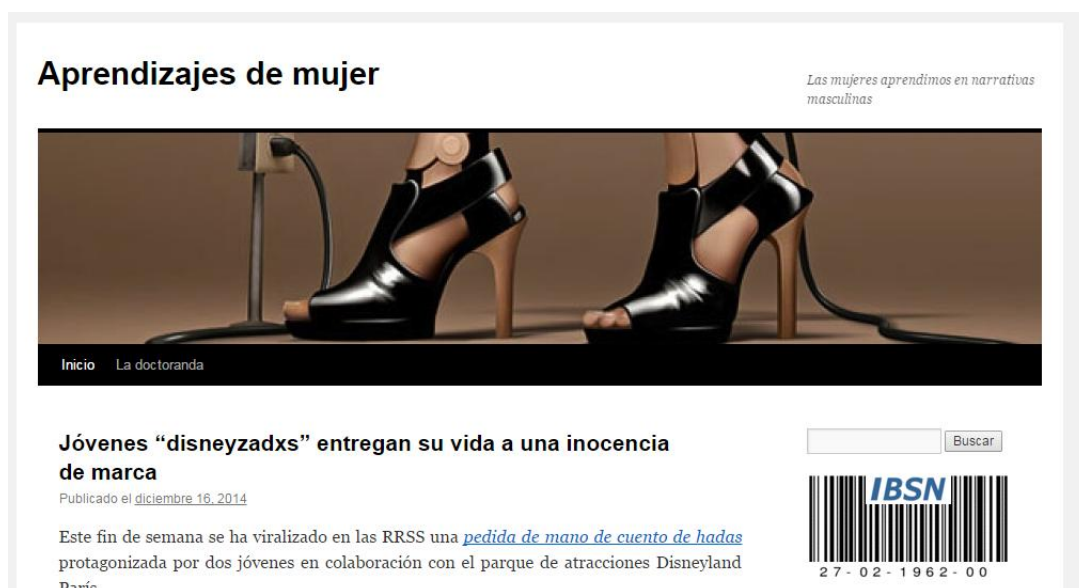 Aprendizajes de mujer
Las mujeres aprendimos en narrativas
masculinas
Inicio La doctoranda
Jóvenes “disneyzadxs” entregan su vida a una inocencia
de marca
Publicado el diciembre 16, 2014
Este fin de semana se ha viralizado en las RRSS una pedida de mano de cuento de hadas
protagonizada por dos jóvenes en colaboración con el parque de atracciones Disneyland
París
Buscar
IBSN
27-02-1962-00